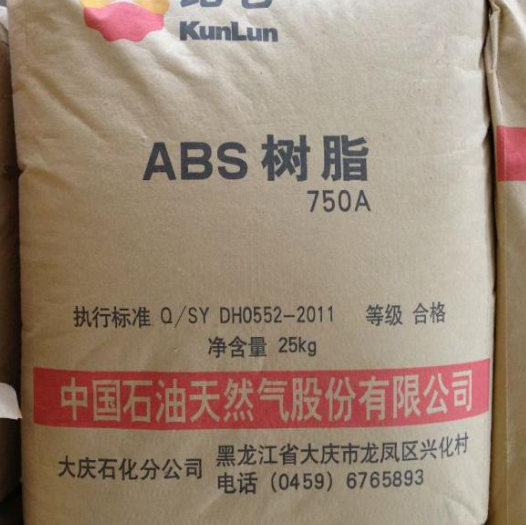 KunLun
ABS 树脂
750A
执行标准 Q/SY DH0552-2011 等级 合格
净含量 25kg
中国石油天然气股份有限公司
大庆石化分公司 黑龙江省大庆市龙凤区兴化村
电话 (0459) 6765893